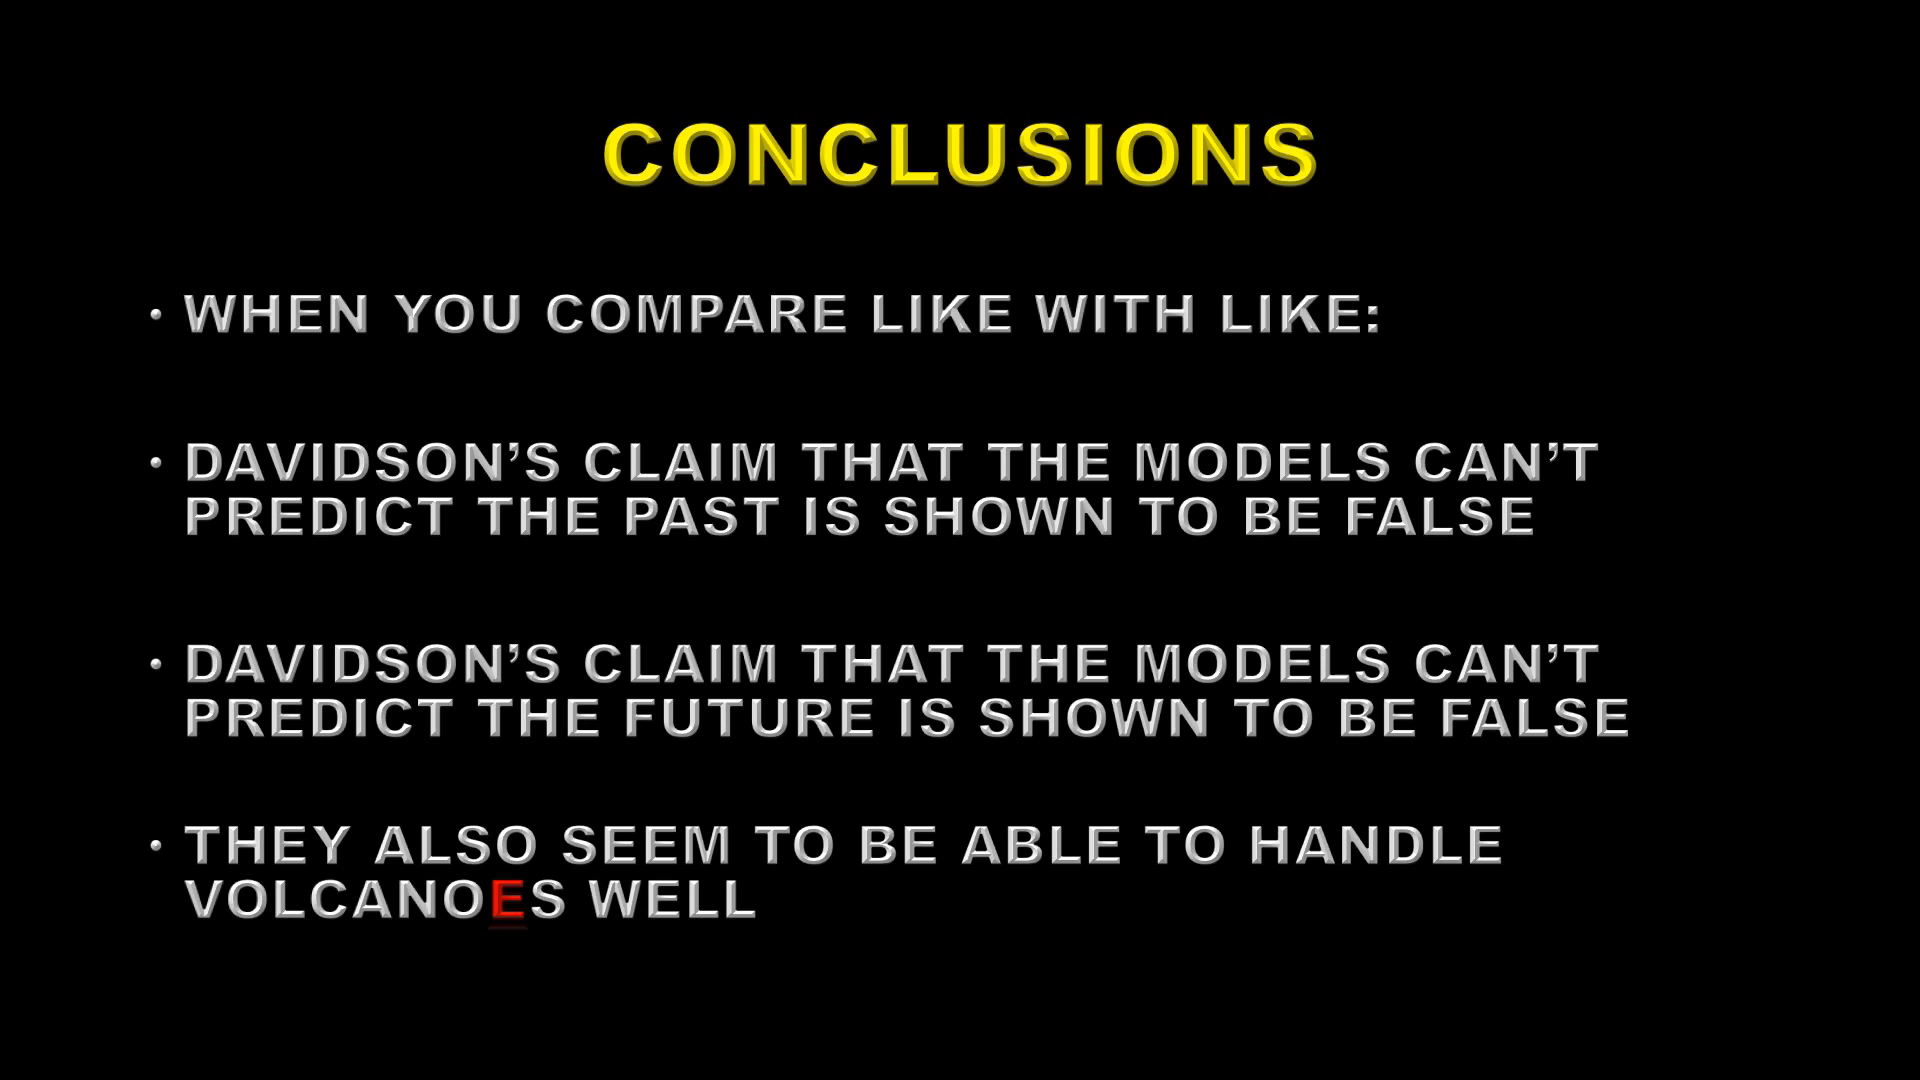 CONCLUSIONS
• WHEN YOU COMPARE LIKE WITH LIKE:
• DAVIDSON’S CLAIM THAT THE MODELS CAN’T
PREDICT THE PAST IS SHOWN TO BE FALSE
• DAVIDSON’S CLAIM THAT THE MODELS CAN’T
PREDICT THE FUTURE IS SHOWN TO BE FALSE
• THEY ALSO SEEM TO BE ABLE TO HANDLE
VOLCANOES WELL